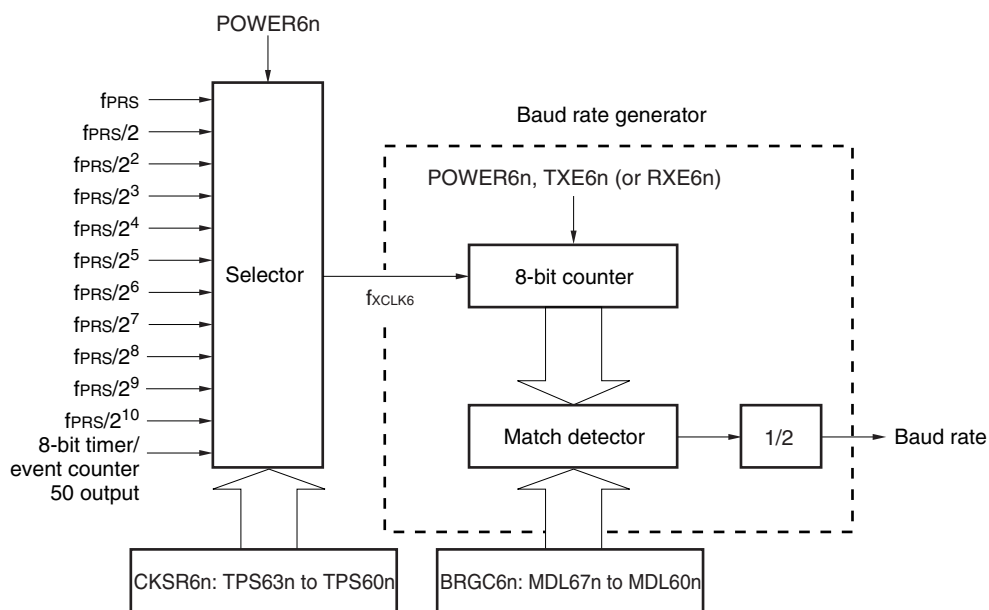 POWER6n
fPRS
fPRS/2
fPRS/2²
fPRS/2³
fPRS/2⁴
fPRS/2⁵
fPRS/2⁶
fPRS/2⁷
fPRS/2⁸
fPRS/2⁹
fPRS/2¹⁰
8-bit timer/
event counter
50 output
Selector
fXCLK6
Baud rate generator
POWER6n, TXE6n (or RXE6n)
8-bit counter
Match detector
1/2
Baud rate
CKSR6n: TPS63n to TPS60n
BRGC6n: MDL67n to MDL60n